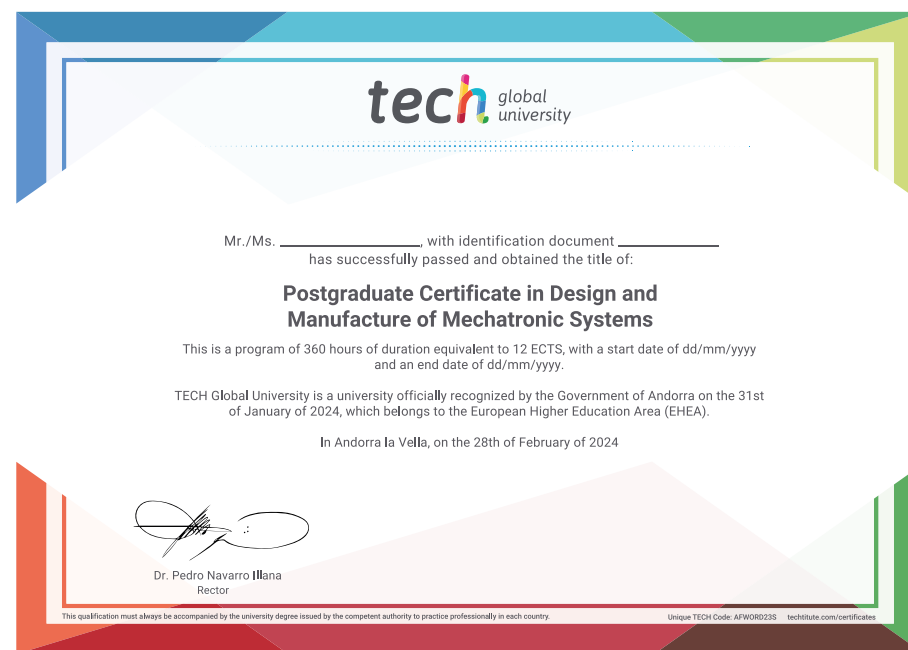 tech global university
Mr./Ms. ____________, with identification document ____________
has successfully passed and obtained the title of:
Postgraduate Certificate in Design and
Manufacture of Mechatronic Systems
This is a program of 360 hours of duration equivalent to 12 ECTS, with a start date of dd/mm/yyyy
and an end date of dd/mm/yyyy.
TECH Global University is a university officially recognized by the Government of Andorra on the 31st
of January of 2024, which belongs to the European Higher Education Area (EHEA).
In Andorra la Vella, on the 28th of February of 2024
Dr. Pedro Navarro Illana
Rector
This qualification must always be accompanied by the university degree issued by the competent authority to practice professionally in each country.
Unique TECH Code: AFWORD23S techtitute.com/certificates